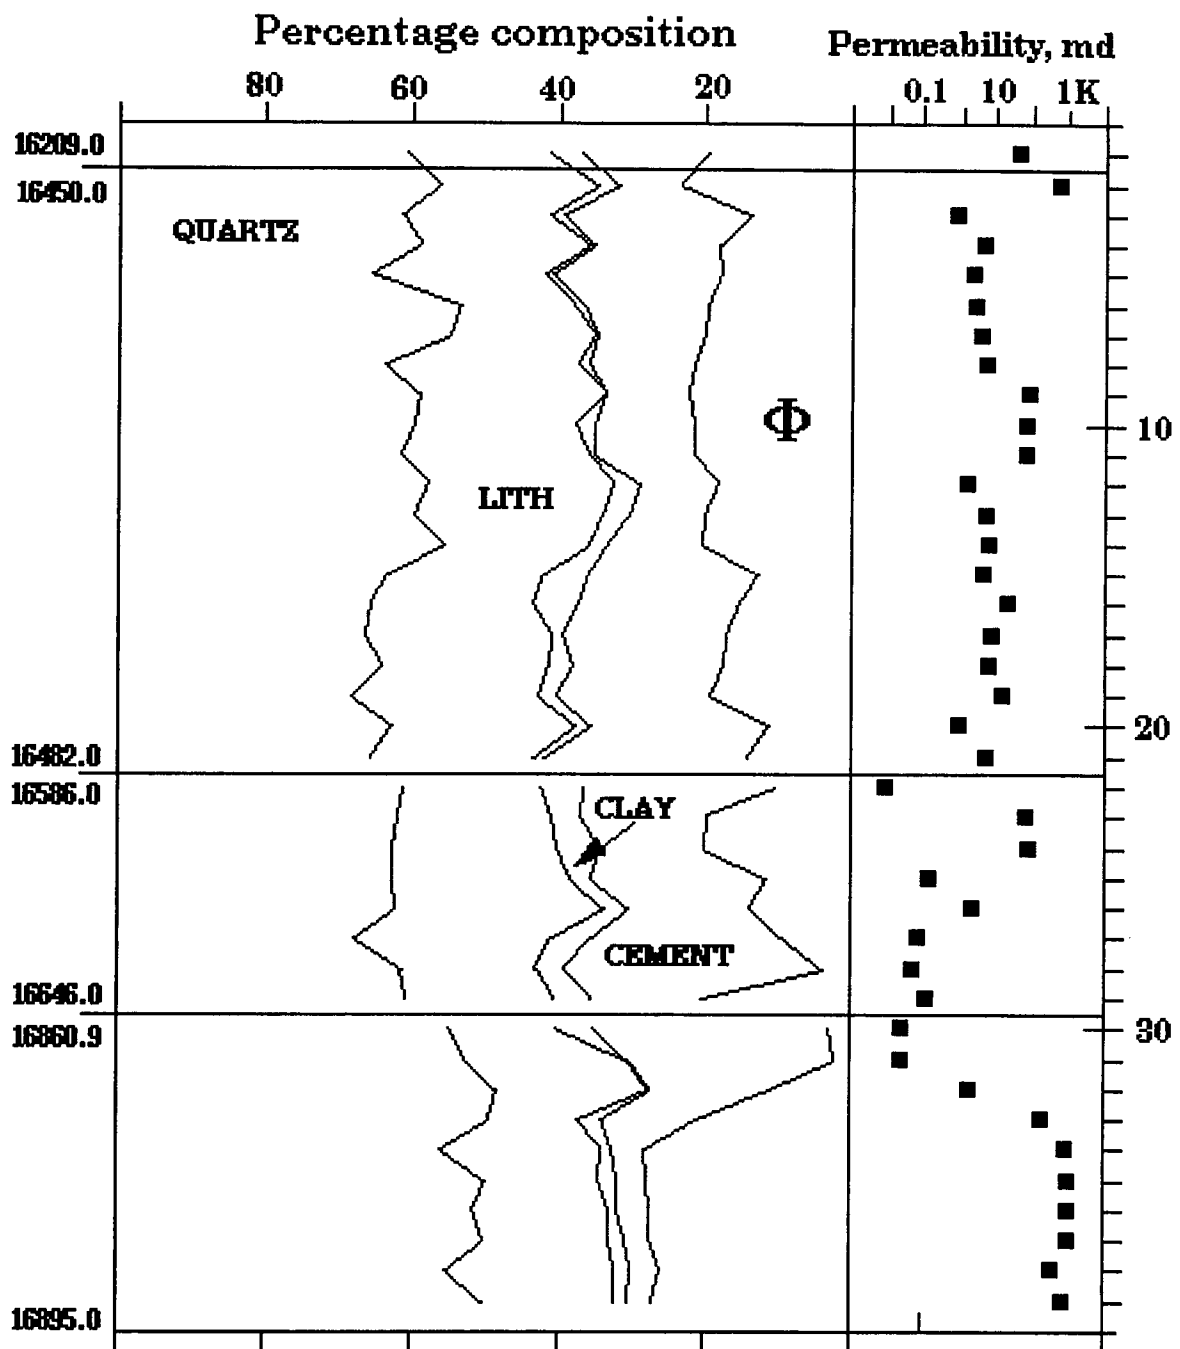 Percentage composition
Permeability, md
80 60 40 20
0.1 10 1K
16209.0
16450.0
QUARTZ
Φ
10
LITH
20
16482.0
16586.0
CLAY
CEMENT
16646.0
16860.9
30
16895.0